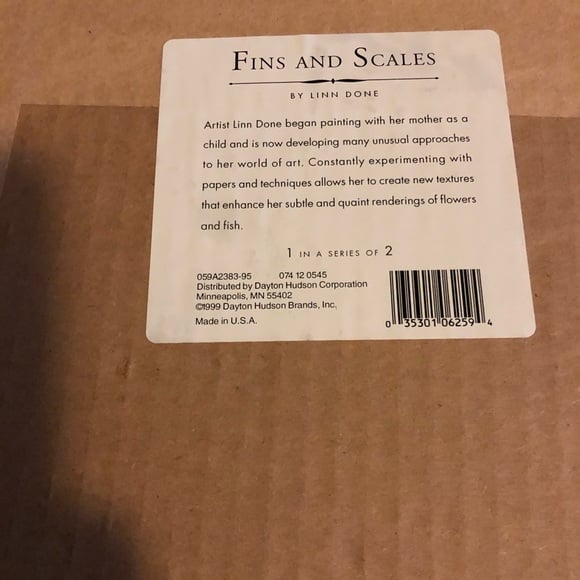 FINS AND SCALES
BY LINN DONE
Artist Linn Done began painting with her mother as a
child and is now developing many unusual approaches
to her world of art. Constantly experimenting with
papers and techniques allows her to create new textures
that enhance her subtle and quaint renderings of flowers
and fish.
1 IN A SERIES OF 2
059A2383-95 074 12 0545
Distributed by Dayton Hudson Corporation
Minneapolis, MN 55402
©1999 Dayton Hudson Brands, Inc.
Made in U.S.A.
0 35301 06259 4